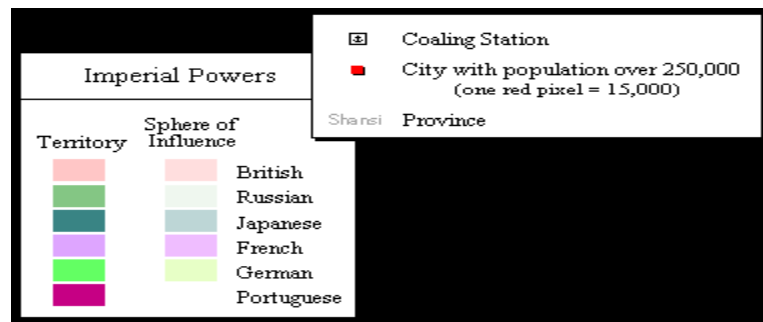 Coaling Station
City with population over 250,000
(one red pixel = 15,000)
Shansi Province
Imperial Powers
Territory
Sphere of
Influence
British
Russian
Japanese
French
German
Portuguese